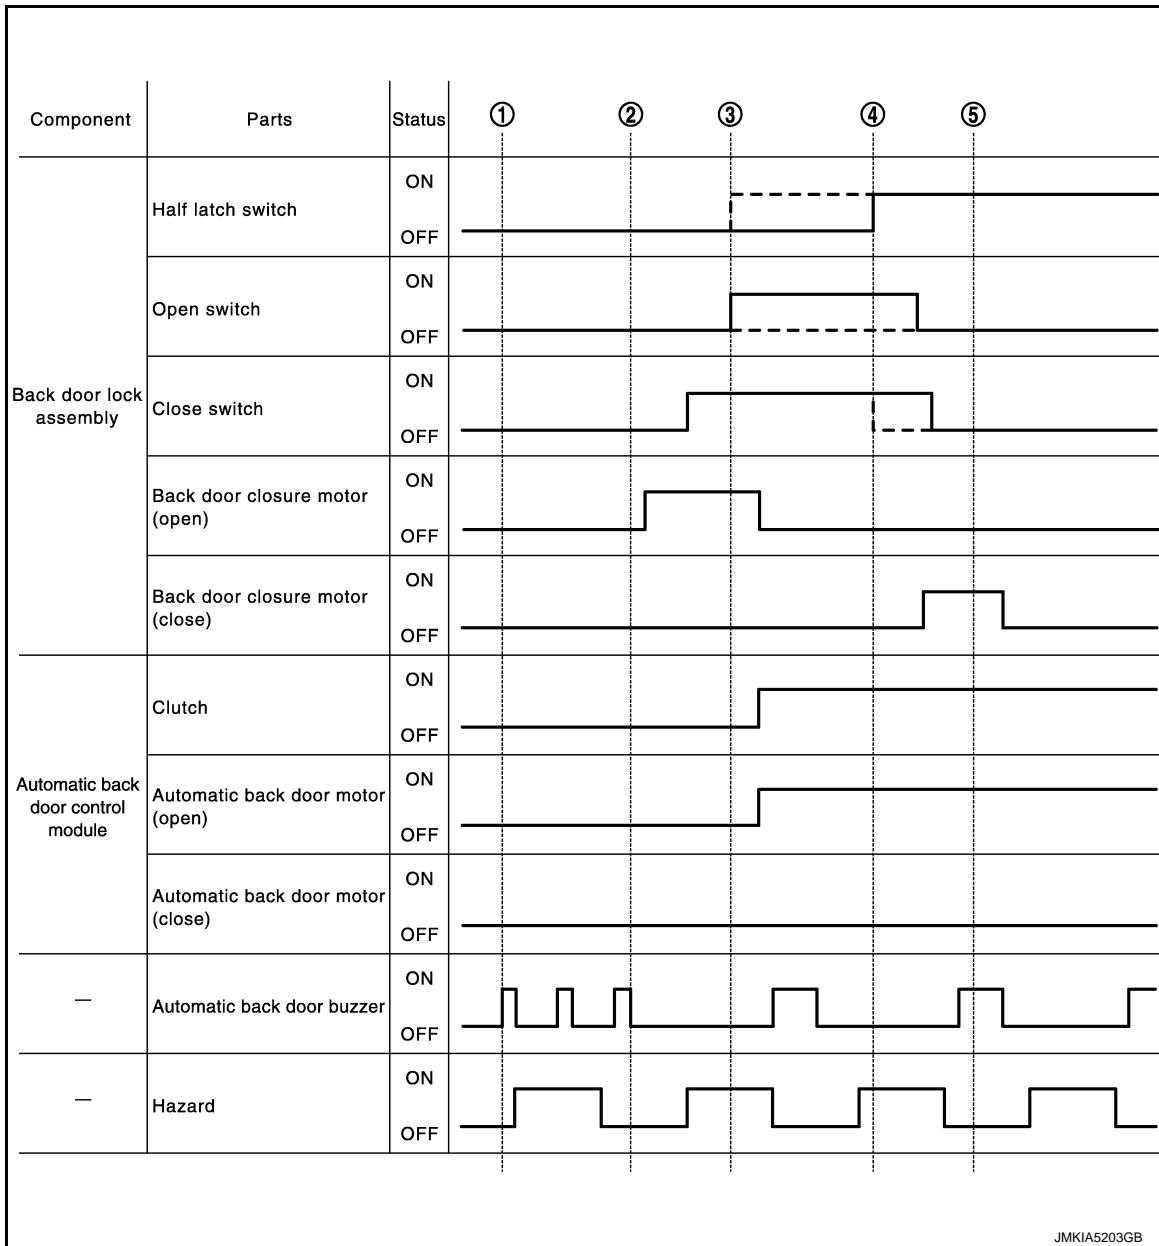 Component Parts Status ① ② ③ ④ ⑤
Back door lock
assembly
Half latch switch
ON
OFF
Open switch
ON
OFF
Close switch
ON
OFF
Back door closure motor
(open)
ON
OFF
Back door closure motor
(close)
ON
OFF
Automatic back
door control
module
Clutch
ON
OFF
Automatic back door motor
(open)
ON
OFF
Automatic back door motor
(close)
ON
OFF
— Automatic back door buzzer
ON
OFF
— Hazard
ON
OFF
JMKIA5203GB